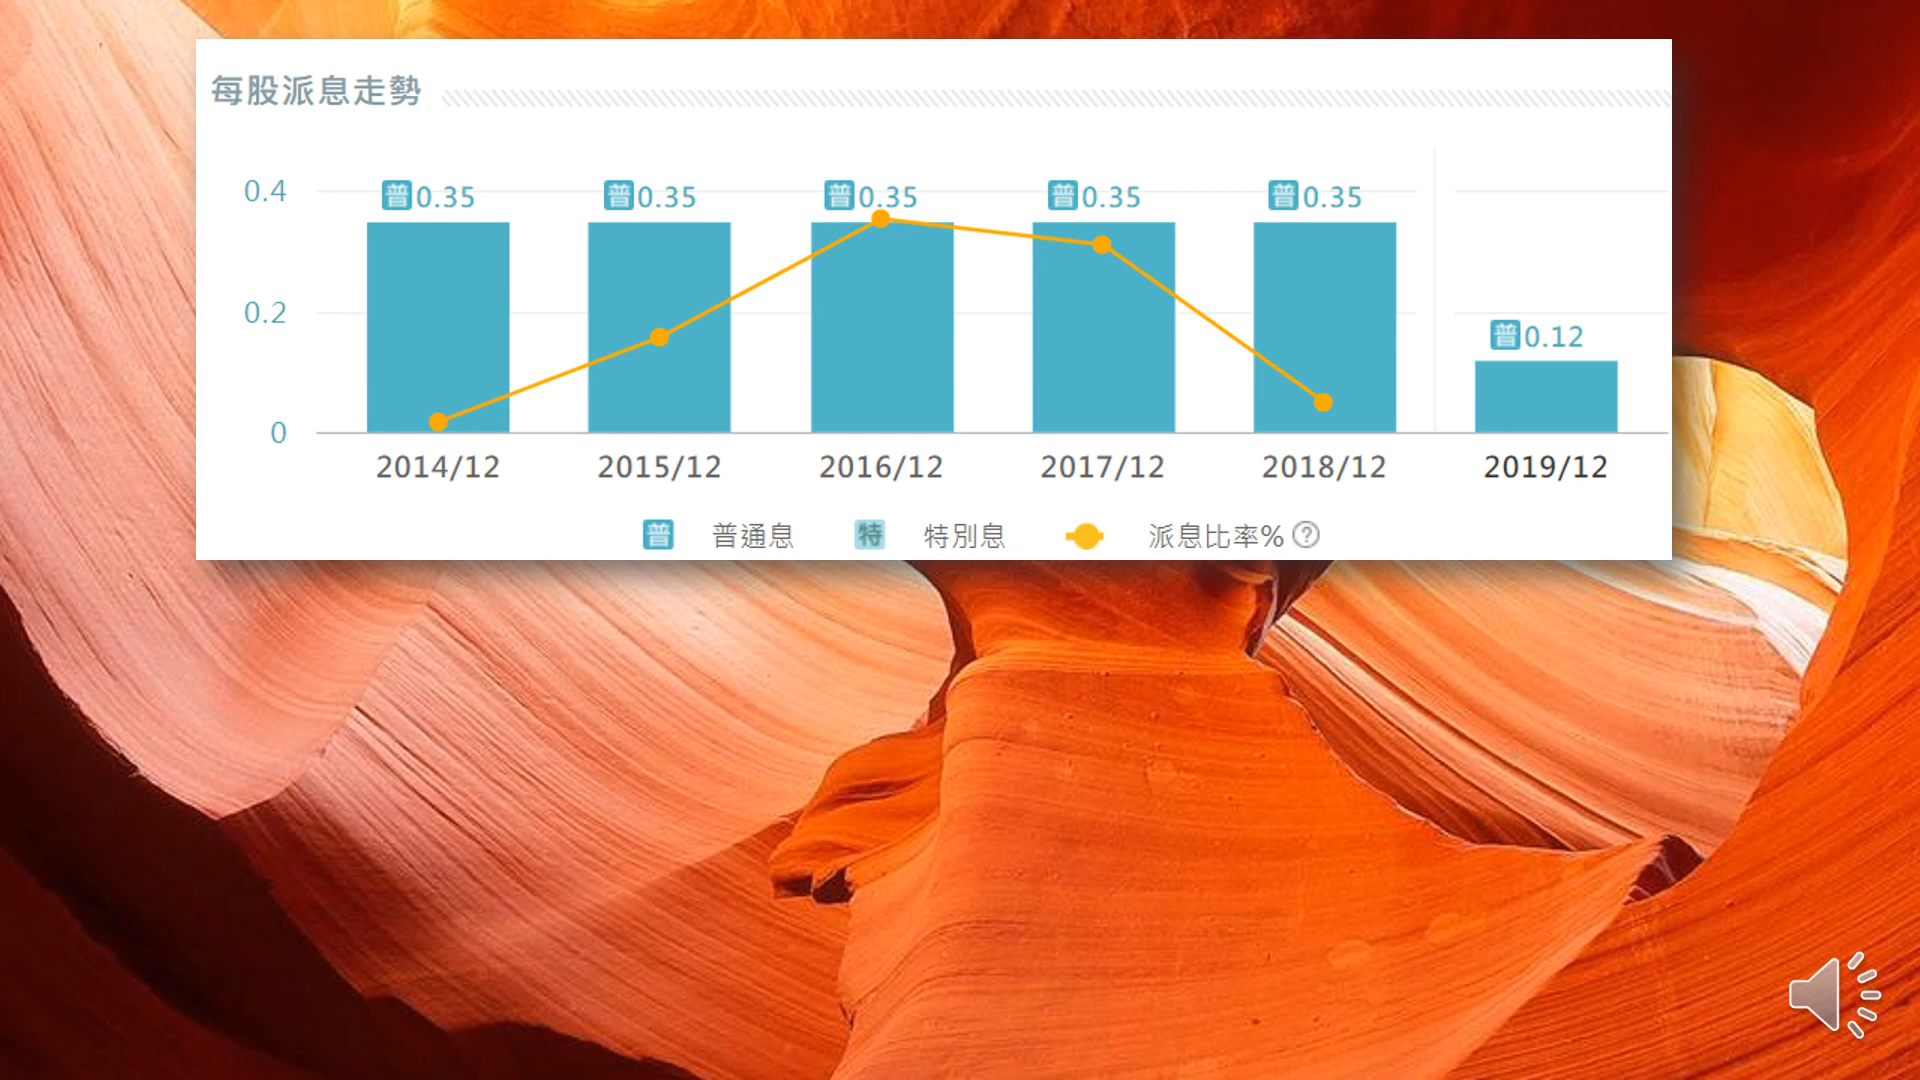 每股派息走勢
0.4
0.2
0
普0.35
普0.35
普0.35
普0.35
普0.35
普0.12
2014/12
2015/12
2016/12
2017/12
2018/12
2019/12
普 普通息 特 特別息 派息比率% ?